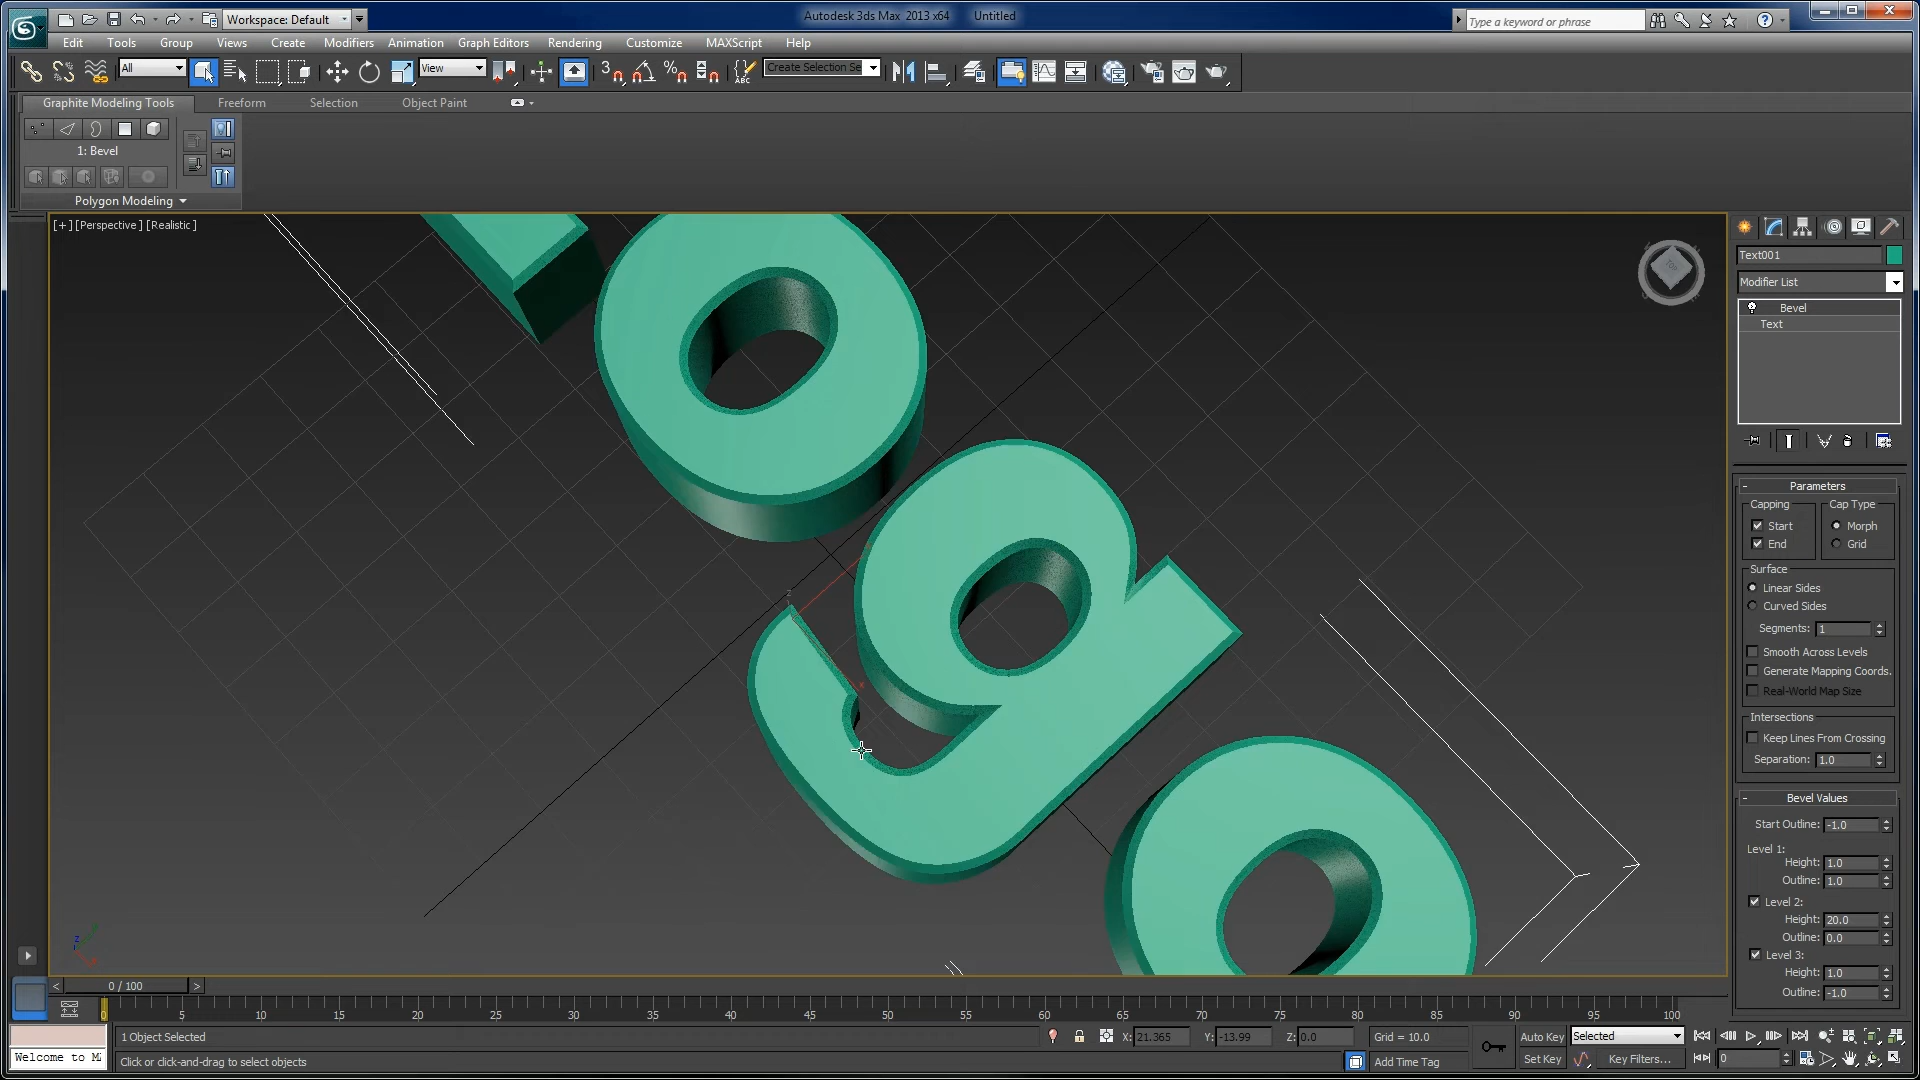 Workspace: Default
Autodesk 3ds Max 2013 x64 Untitled
Type a keyword or phrase
Edit Tools Group Views Create Modifiers Animation Graph Editors Rendering Customize MAXScript Help
All
View
3
ABC
Create Selection Se
Graphite Modeling Tools Freeform Selection Object Paint
1: Bevel
Polygon Modeling
[+] [Perspective] [Realistic]
TOP
logo
z
x
z
Text001
Modifier List
Bevel
Text
- Parameters
Capping
Start
End
Cap Type
Morph
Grid
Surface
Linear Sides
Curved Sides
Segments: 1
Smooth Across Levels
Generate Mapping Coords.
Real-World Map Size
Intersections
Keep Lines From Crossing
Separation: 1.0
- Bevel Values
Start Outline: -1.0
Level 1:
Height: 1.0
Outline: 1.0
Level 2:
Height: 20.0
Outline: 0.0
Level 3:
Height: 1.0
Outline: -1.0
< 0 / 100 >
0 5 10 15 20 25 30 35 40 45 50 55 60 65 70 75 80 85 90 95 100
1 Object Selected
X: 21.365 Y: -13.99 Z: 0.0
Grid = 10.0
Auto Key Selected
Welcome to M
Click or click-and-drag to select objects
Add Time Tag
Set Key Key Filters...
0